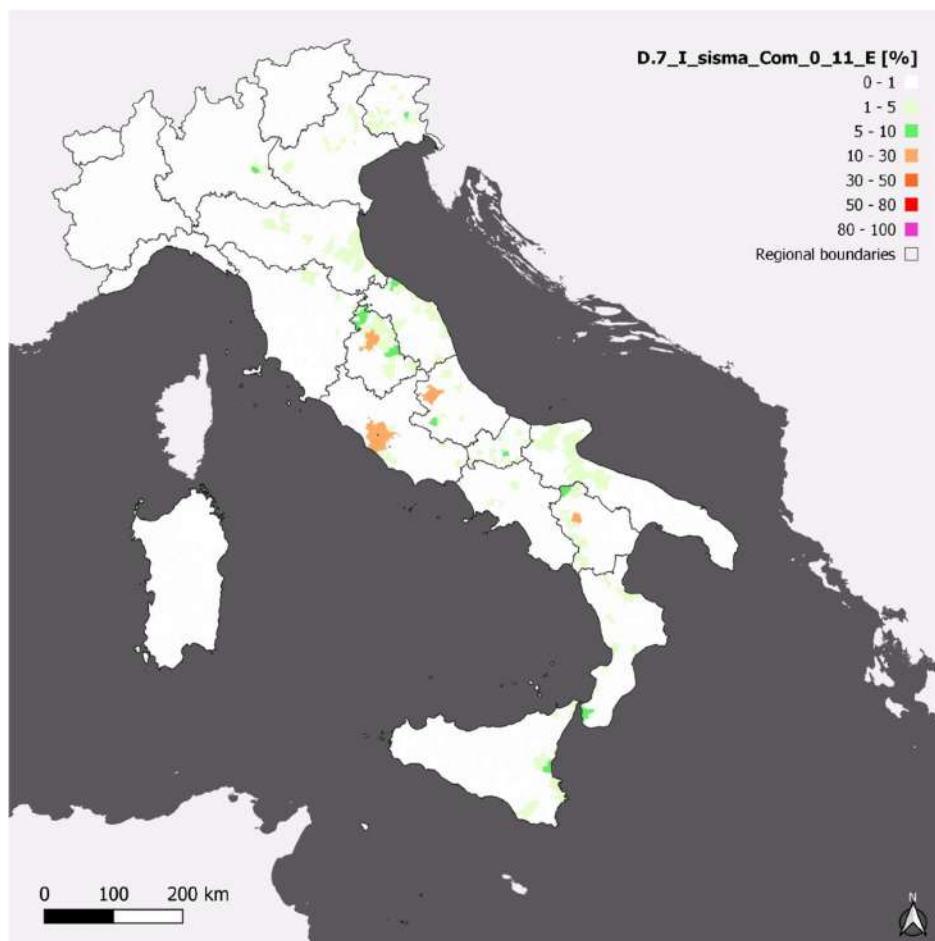 D.7_I_sisma_Com_0_11_E [%]
0 - 1
1 - 5
5 - 10
10 - 30
30 - 50
50 - 80
80 - 100
Regional boundaries
0 100 200 km
N